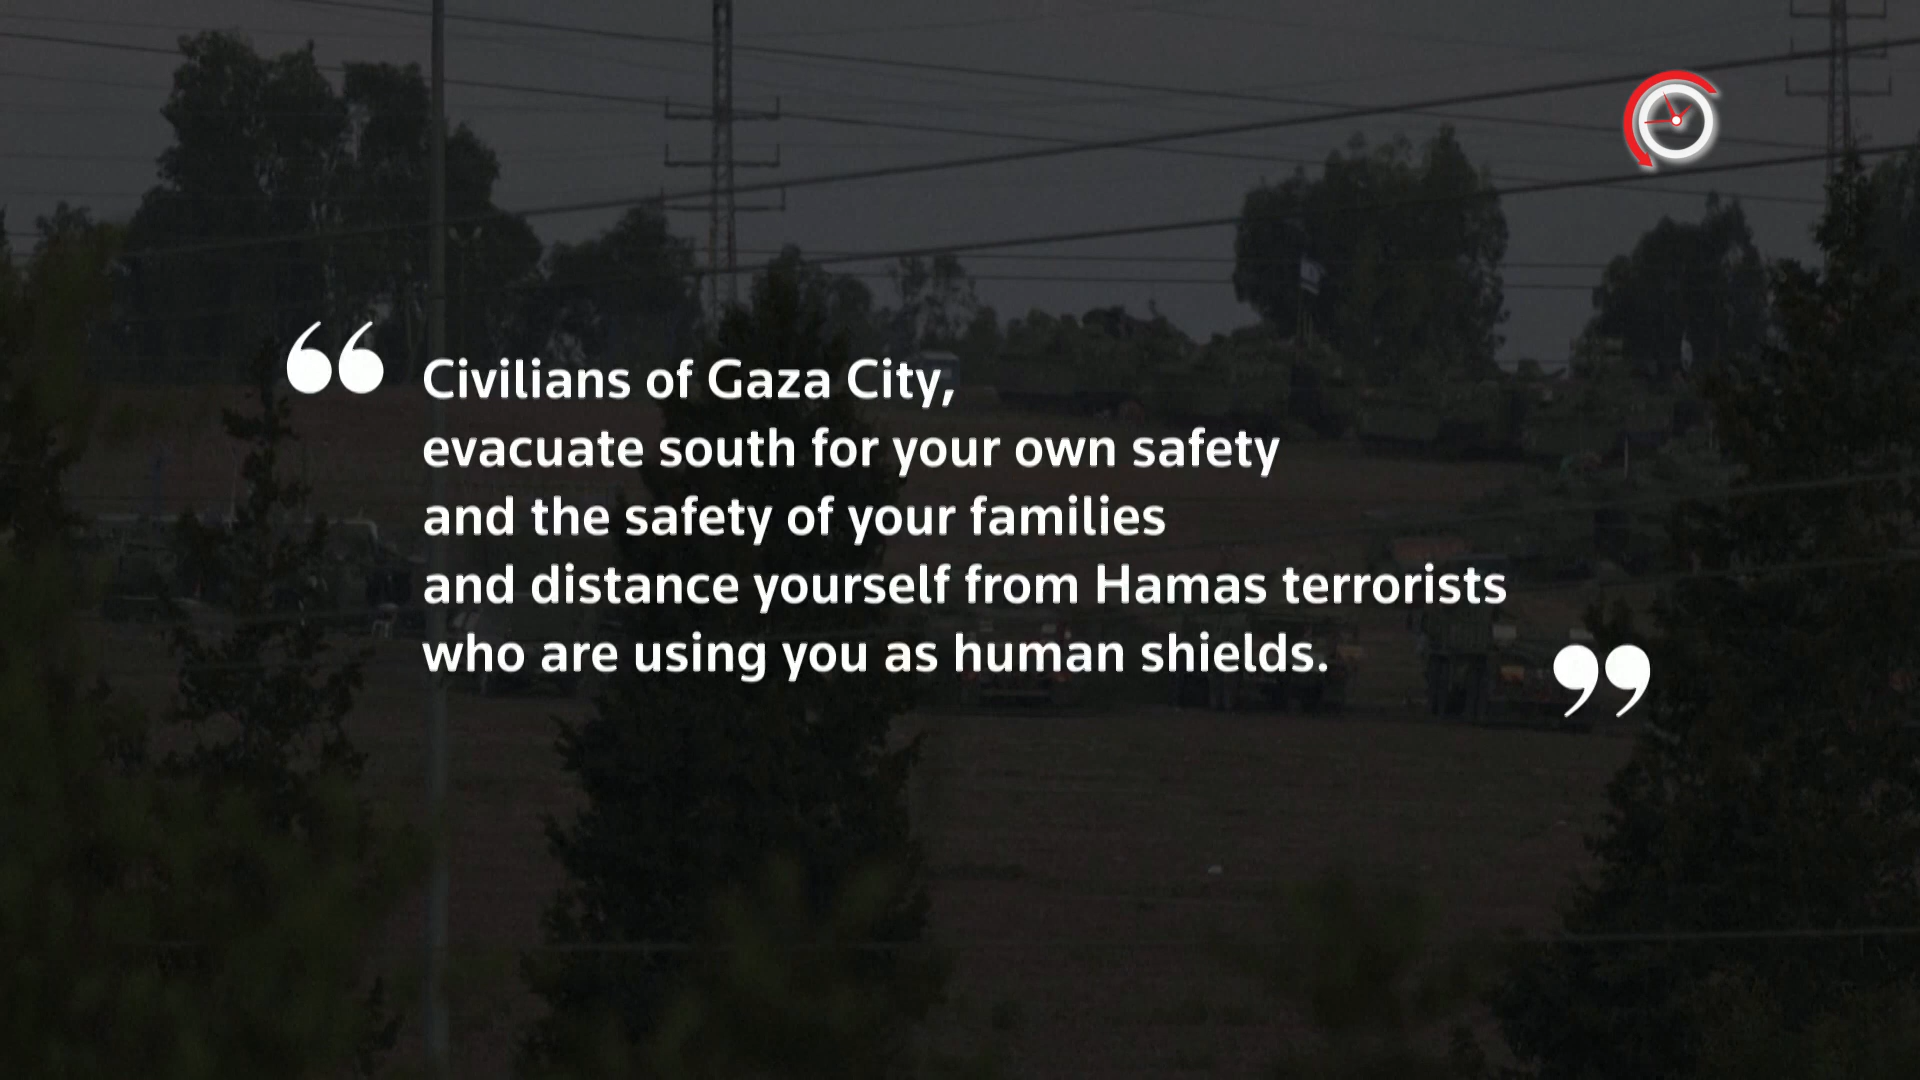 “Civilians of Gaza City,
evacuate south for your own safety
and the safety of your families
and distance yourself from Hamas terrorists
who are using you as human shields.”